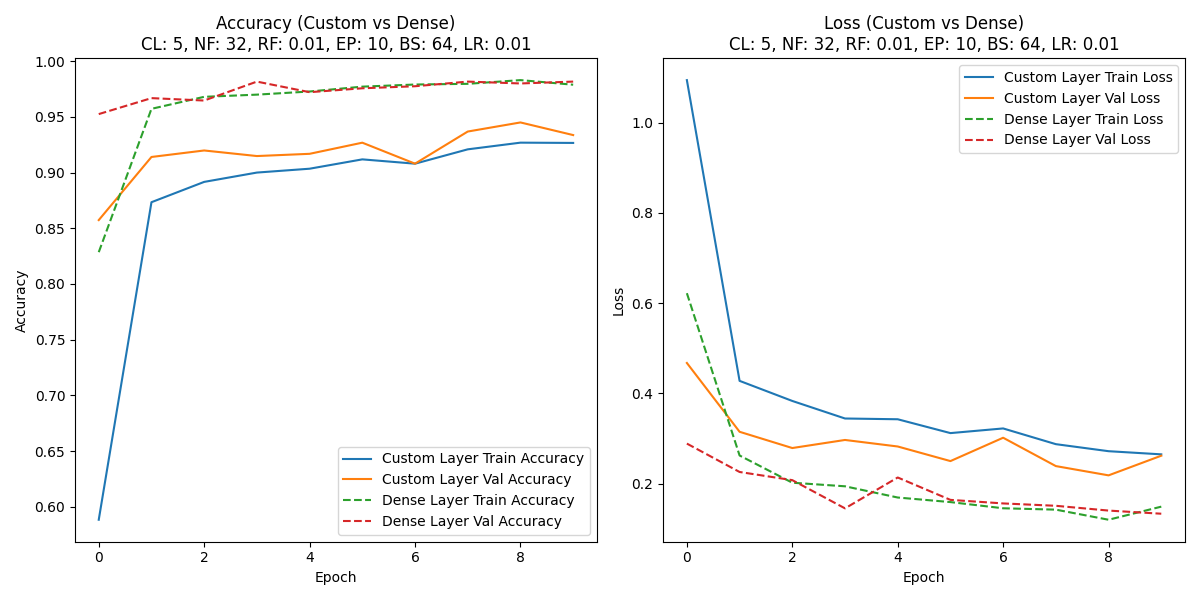 Accuracy (Custom vs Dense)
CL: 5, NF: 32, RF: 0.01, EP: 10, BS: 64, LR: 0.01
1.00
0.95
0.90
0.85
0.80
0.75
0.70
0.65
0.60
Accuracy
Custom Layer Train Accuracy
Custom Layer Val Accuracy
Dense Layer Train Accuracy
Dense Layer Val Accuracy
0 2 4 6 8
Epoch
Loss (Custom vs Dense)
CL: 5, NF: 32, RF: 0.01, EP: 10, BS: 64, LR: 0.01
Custom Layer Train Loss
Custom Layer Val Loss
Dense Layer Train Loss
Dense Layer Val Loss
1.0
0.8
0.6
0.4
0.2
Loss
0 2 4 6 8
Epoch